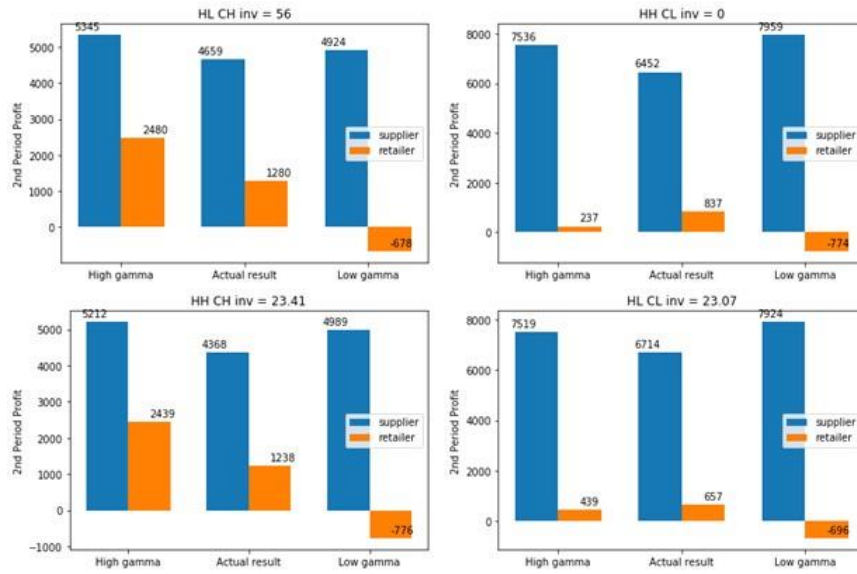 HL CH inv = 56
5345
4659
4924
5000
4000
3000
2000
1000
0
2nd Period Profit
2480
1280
-678
supplier
retailer
High gamma
Actual result
Low gamma
HH CL inv = 0
7536
6452
7959
8000
6000
4000
2000
0
2nd Period Profit
237
837
-774
supplier
retailer
High gamma
Actual result
Low gamma
HH CH inv = 23.41
5212
4368
4989
5000
4000
3000
2000
1000
0
−1000
2nd Period Profit
2439
1238
-776
supplier
retailer
High gamma
Actual result
Low gamma
HL CL inv = 23.07
7519
6714
7924
8000
6000
4000
2000
0
2nd Period Profit
439
657
-696
supplier
retailer
High gamma
Actual result
Low gamma